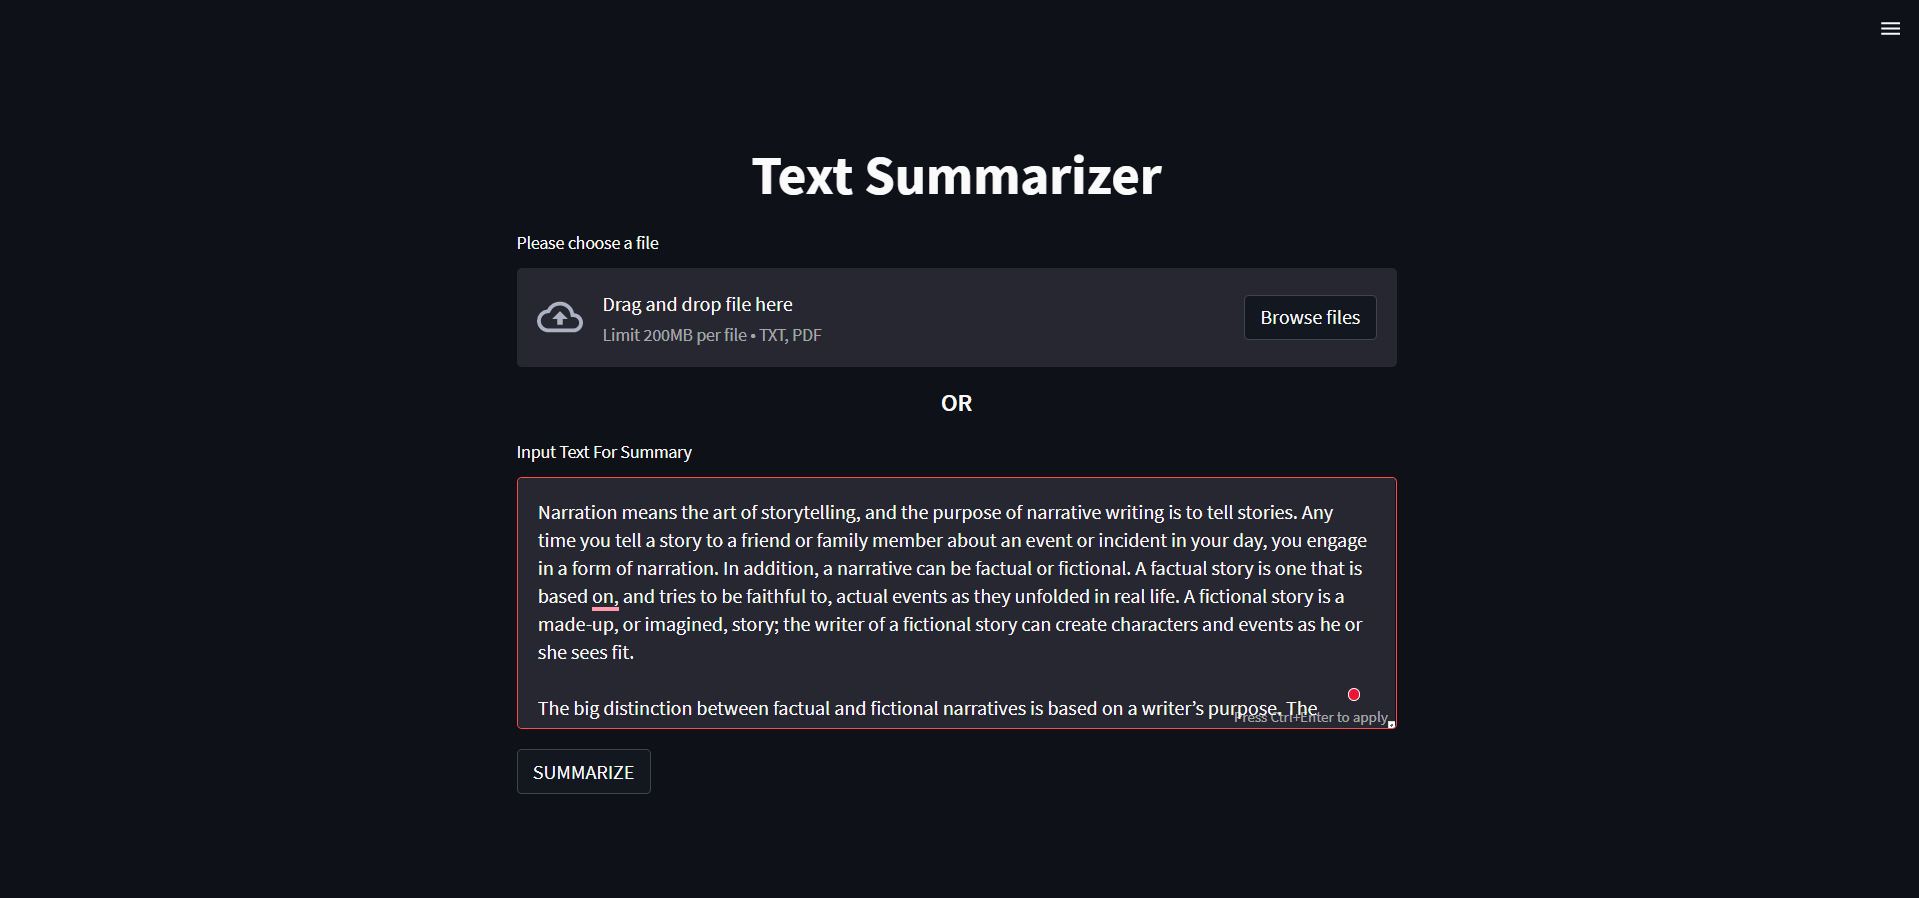 Text Summarizer
Please choose a file
Drag and drop file here
Limit 200MB per file • TXT, PDF
Browse files
OR
Input Text For Summary
Narration means the art of storytelling, and the purpose of narrative writing is to tell stories. Any
time you tell a story to a friend or family member about an event or incident in your day, you engage
in a form of narration. In addition, a narrative can be factual or fictional. A factual story is one that is
based on, and tries to be faithful to, actual events as they unfolded in real life. A fictional story is a
made-up, or imagined, story; the writer of a fictional story can create characters and events as he or
she sees fit.
The big distinction between factual and fictional narratives is based on a writer’s purpose. The
Press Ctrl+Enter to apply
SUMMARIZE